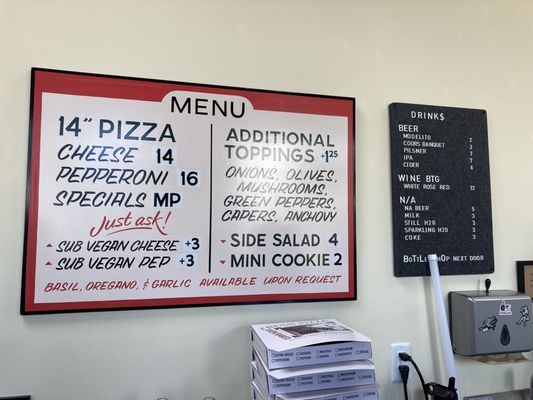 MENU
14" PIZZA
CHEESE 14
PEPPERONI 16
SPECIALS MP
Just ask!
SUB VEGAN CHEESE +3
SUB VEGAN PEP +3
ADDITIONAL
TOPPINGS +1.25
ONIONS, OLIVES,
MUSHROOMS,
GREEN PEPPERS,
CAPERS, ANCHOVY
SIDE SALAD 4
MINI COOKIE 2
BASIL, OREGANO, & GARLIC AVAILABLE UPON REQUEST
DRINK$
BEER
MODELITO 2
COORS BANQUET 3
PILSNER 7
IPA 7
CIDER 4
WINE BTG
WHITE ROSE RED 12
N/A
NA BEER 5
MILK 3
STILL H20 3
SPARKLING H20 3
COKE 3
NEXT DOOR